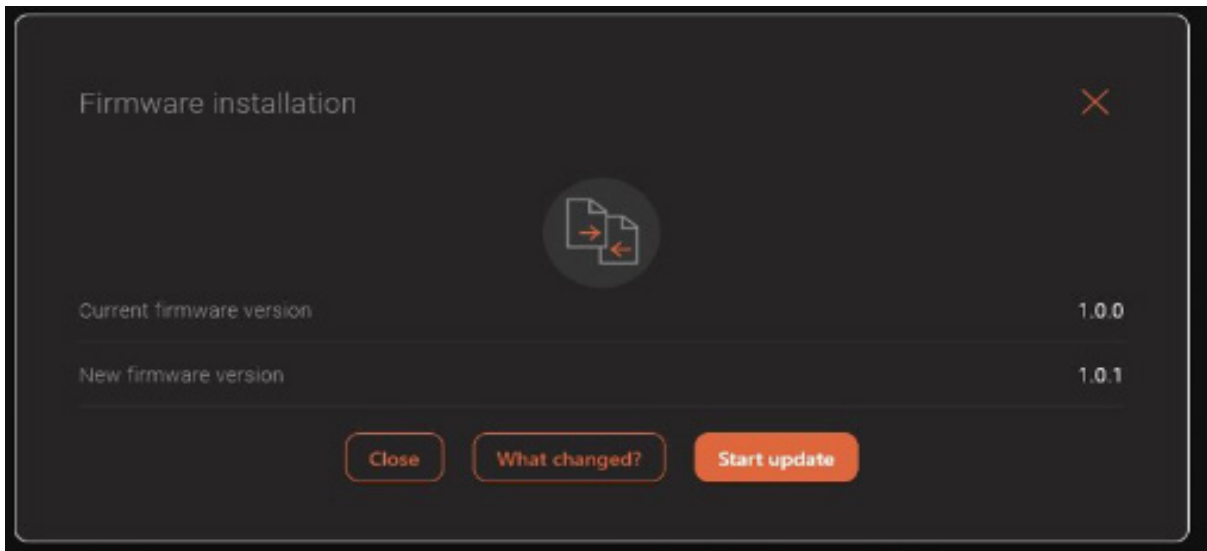 Firmware installation
Current firmware version 1.0.0
New firmware version 1.0.1
Close What changed? Start update